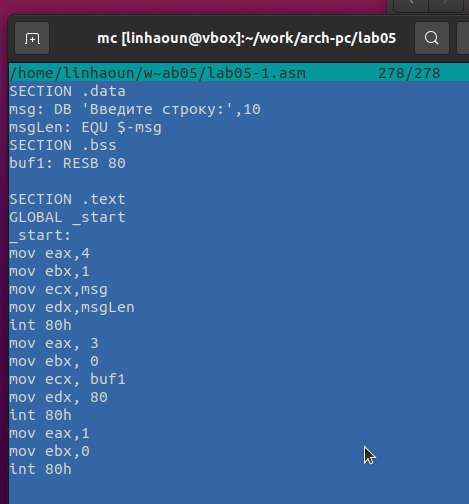 mc [linhaoun@vbox]:~/work/arch-pc/lab05
/home/linhaoun/w~ab05/lab05-1.asm 278/278
SECTION .data
msg: DB 'Введите строку:',10
msgLen: EQU $-msg
SECTION .bss
buf1: RESB 80
SECTION .text
GLOBAL _start
_start:
mov eax,4
mov ebx,1
mov ecx,msg
mov edx,msgLen
int 80h
mov eax, 3
mov ebx, 0
mov ecx, buf1
mov edx, 80
int 80h
mov eax,1
mov ebx,0
int 80h